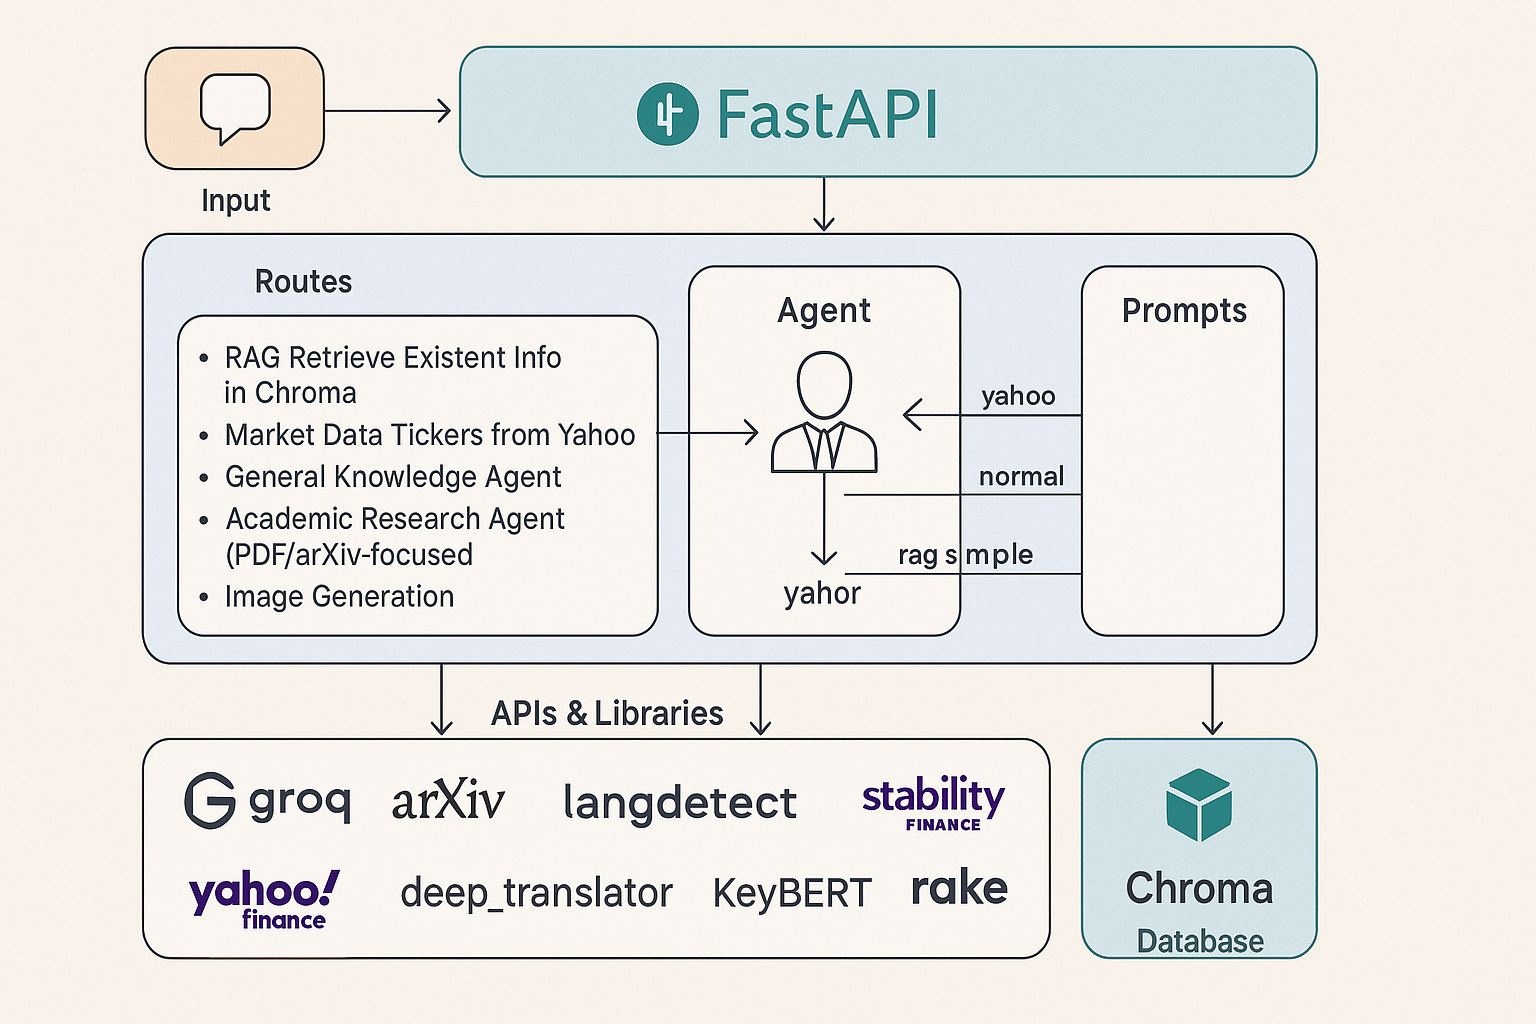 FastAPI
Input
Routes
• RAG Retrieve Existent Info
in Chroma
• Market Data Tickers from Yahoo
• General Knowledge Agent
• Academic Research Agent
(PDF/arXiv-focused
• Image Generation
Agent
yahor
Prompts
yahoo
normal
rag s mple
APIs & Libraries
groq
arXiv
langdetect
stability
FINANCE
yahoo!
finance
deep_translator
KeyBERT
rake
Chroma
Database